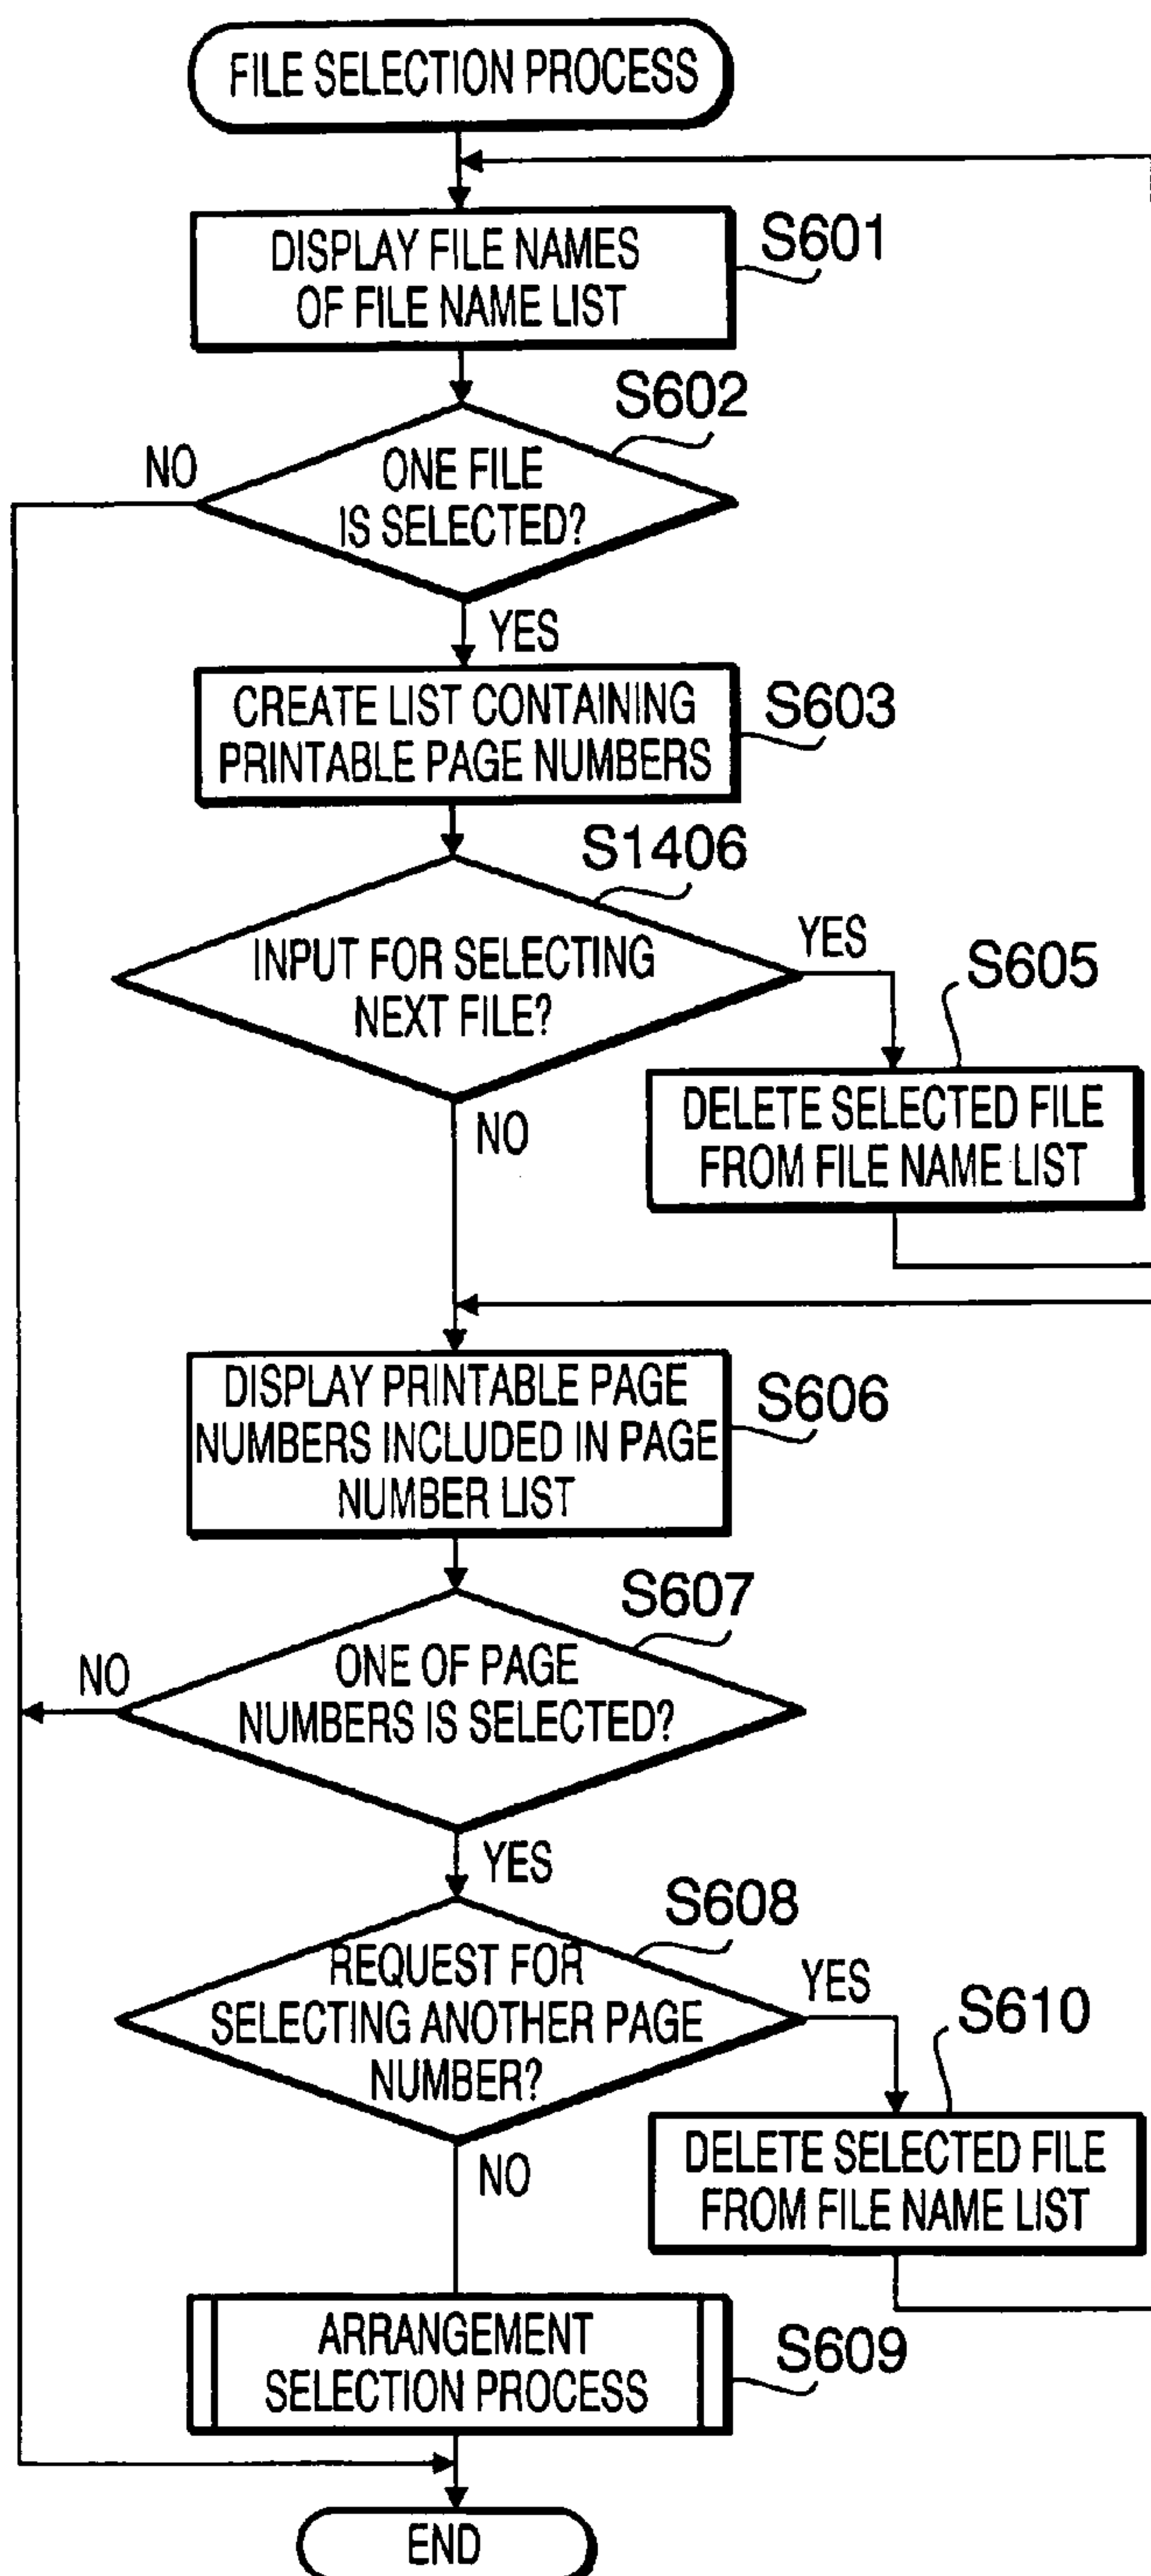 FILE SELECTION PROCESS
DISPLAY FILE NAMES
OF FILE NAME LIST
S601
S602
NO
ONE FILE
IS SELECTED?
YES
CREATE LIST CONTAINING
PRINTABLE PAGE NUMBERS
S603
S1406
INPUT FOR SELECTING
NEXT FILE?
YES
S605
DELETE SELECTED FILE
FROM FILE NAME LIST
NO
DISPLAY PRINTABLE PAGE
NUMBERS INCLUDED IN PAGE
NUMBER LIST
S606
S607
NO
ONE OF PAGE
NUMBERS IS SELECTED?
YES
S608
REQUEST FOR
SELECTING ANOTHER PAGE
NUMBER?
YES
S610
DELETE SELECTED FILE
FROM FILE NAME LIST
NO
ARRANGEMENT
SELECTION PROCESS
S609
END